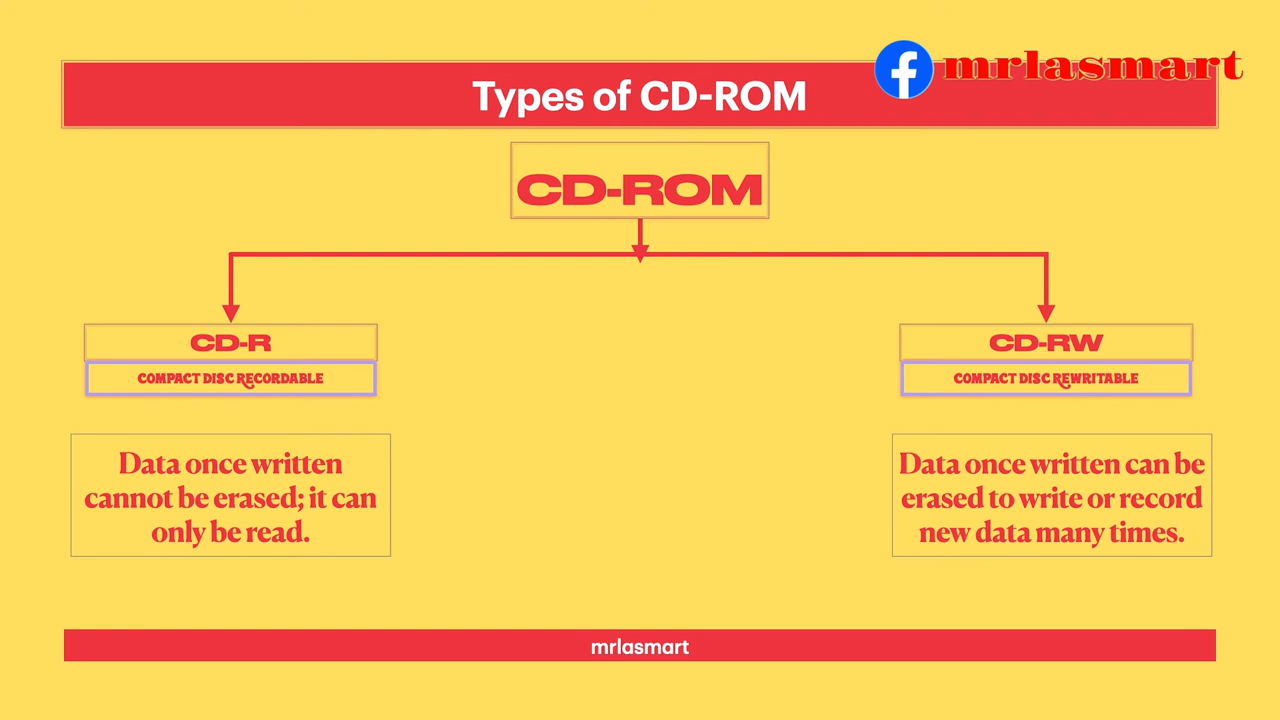 mrlasmart
Types of CD-ROM
CD-ROM
CD-R
COMPACT DISC RECORDABLE
Data once written
cannot be erased; it can
only be read.
CD-RW
COMPACT DISC REWRITABLE
Data once written can be
erased to write or record
new data many times.
mrlasmart